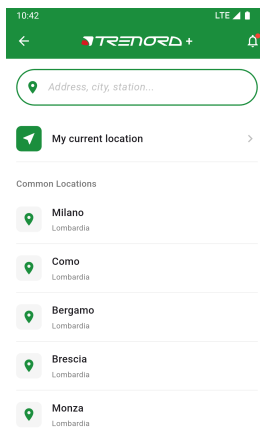 10:42 LTE
TRENORD +
Address, city, station...
My current location
Common Locations
Milano
Lombardia
Como
Lombardia
Bergamo
Lombardia
Brescia
Lombardia
Monza
Lombardia